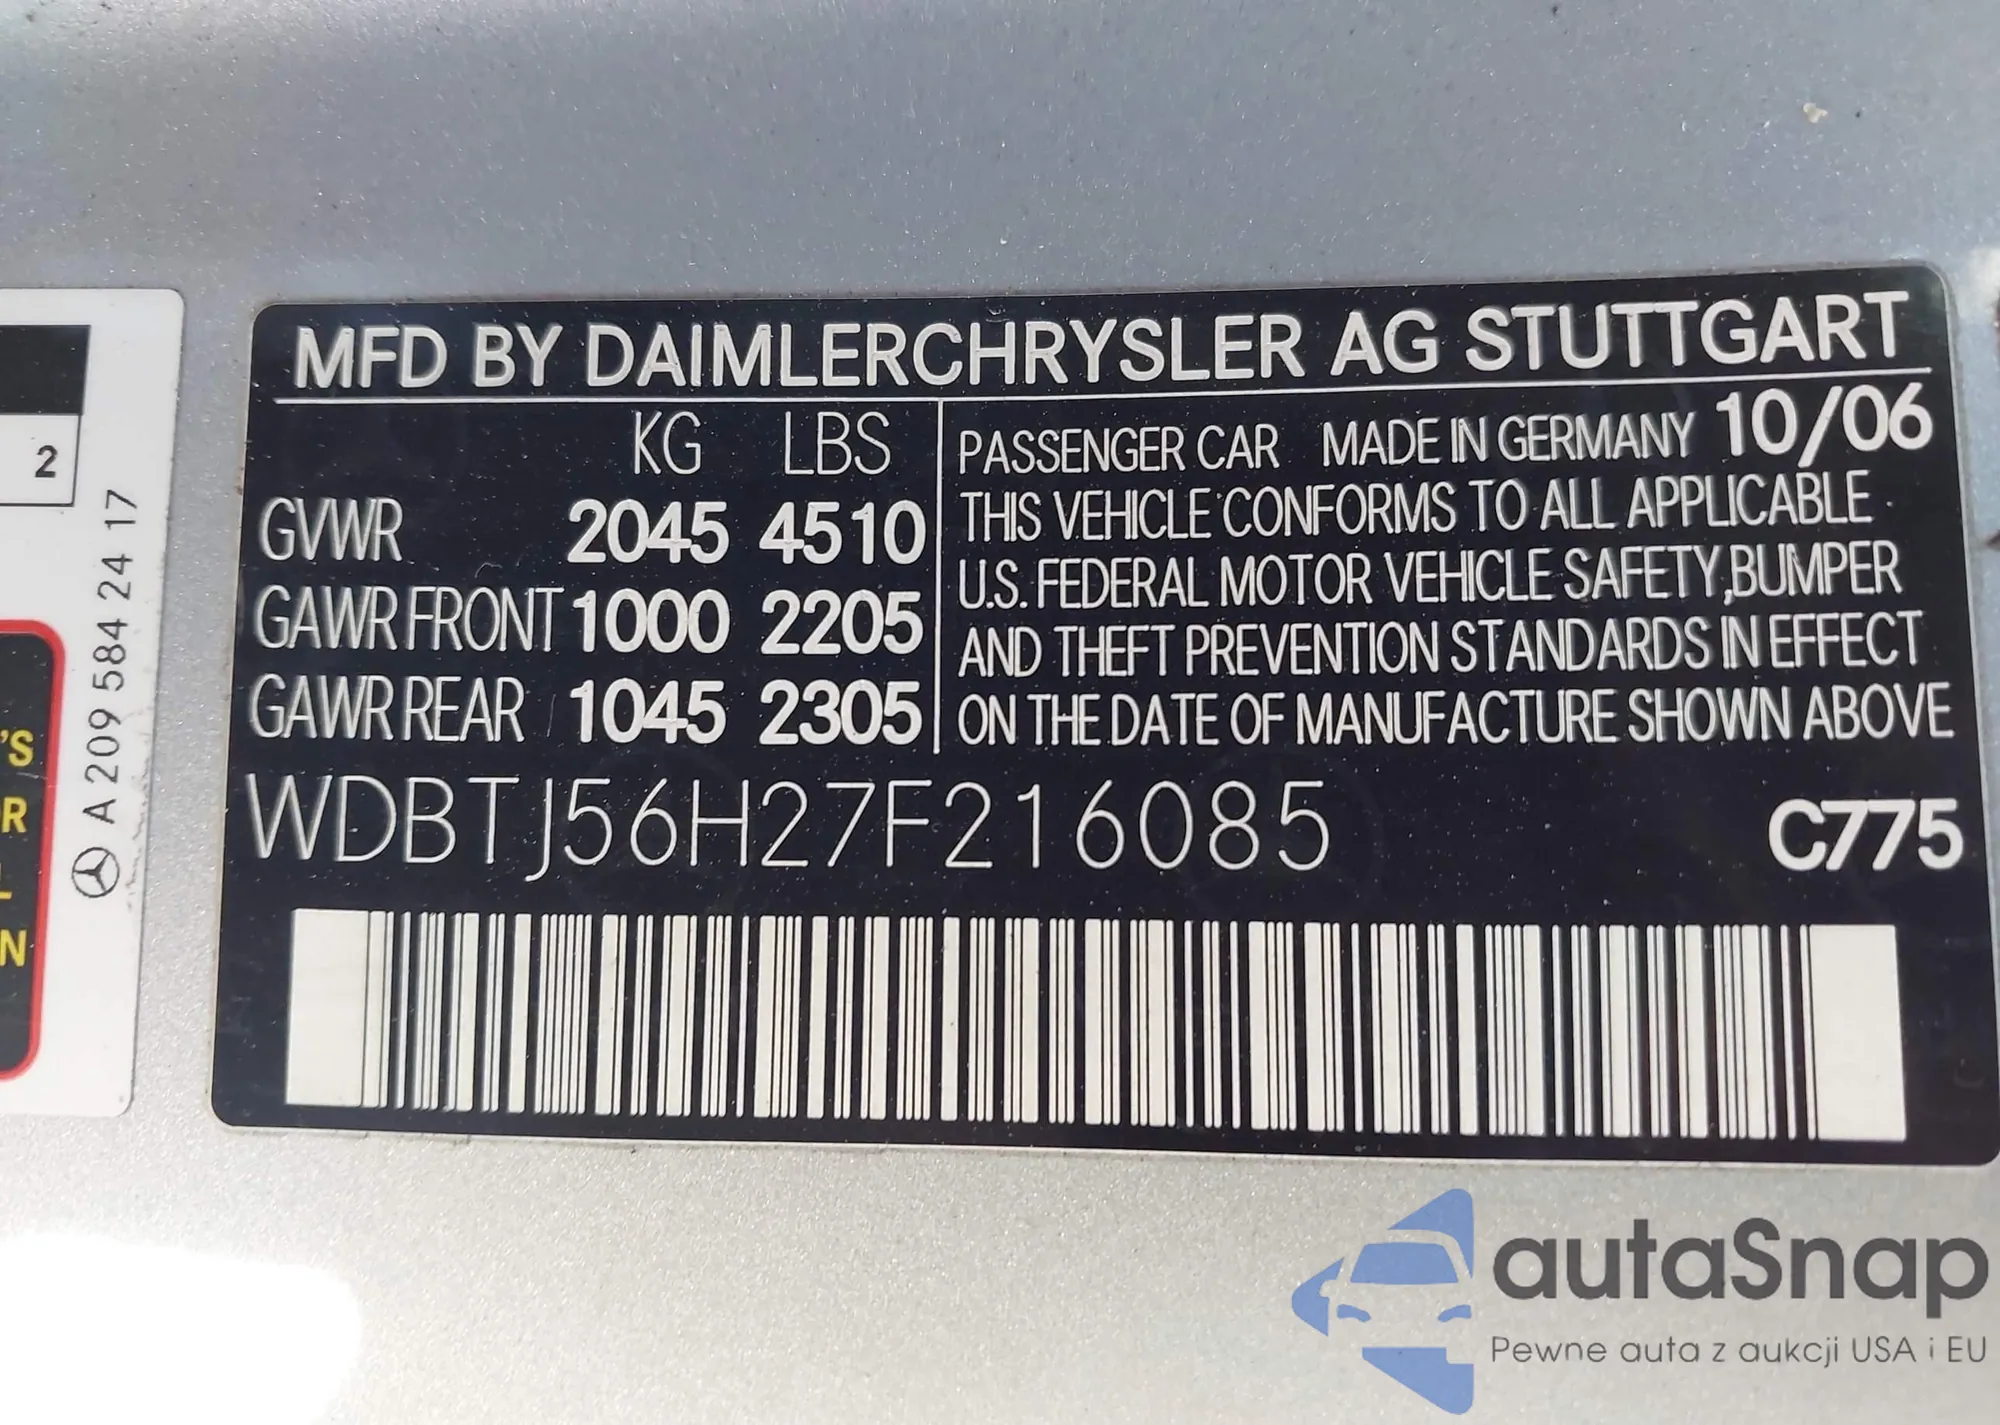 MFD BY DAIMLERCHRYSLER AG STUTTGART
KG LBS
GVWR 2045 4510
GAWR FRONT 1000 2205
GAWR REAR 1045 2305
PASSENGER CAR MADE IN GERMANY 10/06
THIS VEHICLE CONFORMS TO ALL APPLICABLE
U.S. FEDERAL MOTOR VEHICLE SAFETY, BUMPER
AND THEFT PREVENTION STANDARDS IN EFFECT
ON THE DATE OF MANUFACTURE SHOWN ABOVE
WDBTJ56H27F216085 C775
2
A 209 584 24 17
'S
R
L
N
autaSnap
Pewne auta z aukcji USA i EU